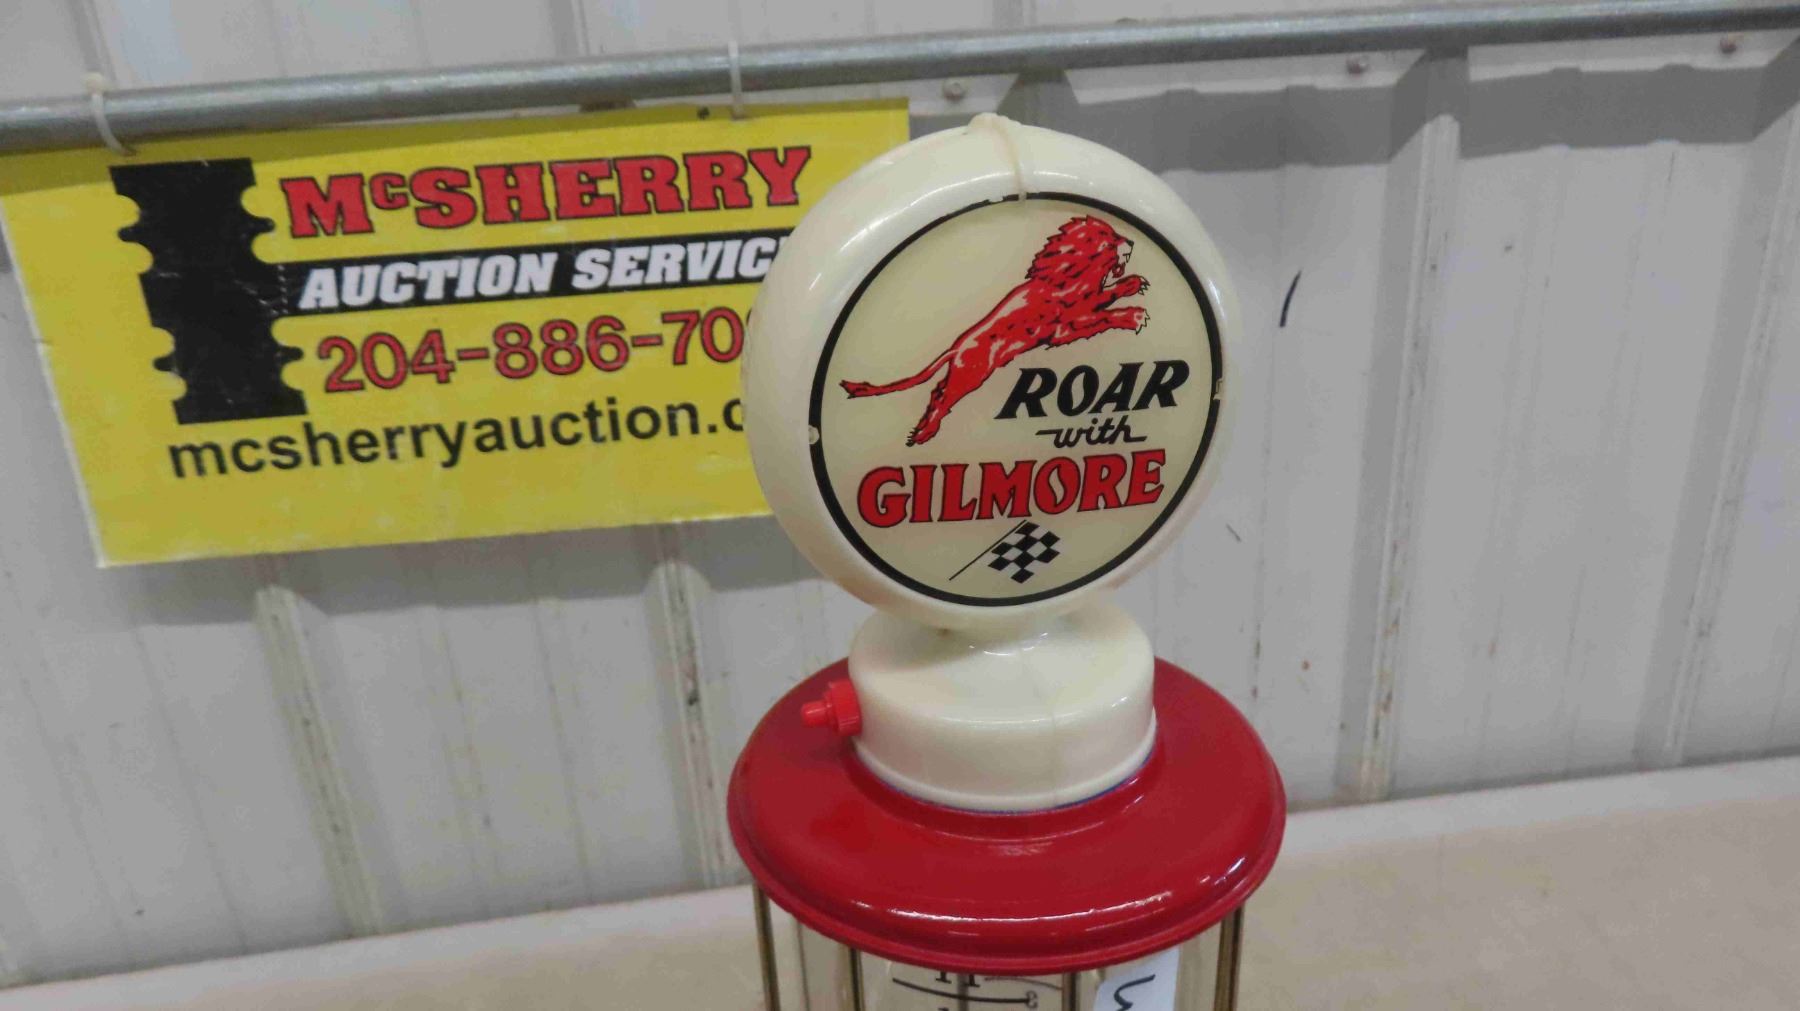 McSHERRY
AUCTION SERVIC
204-886-70
mcsherryauction.c
ROAR
with
GILMORE